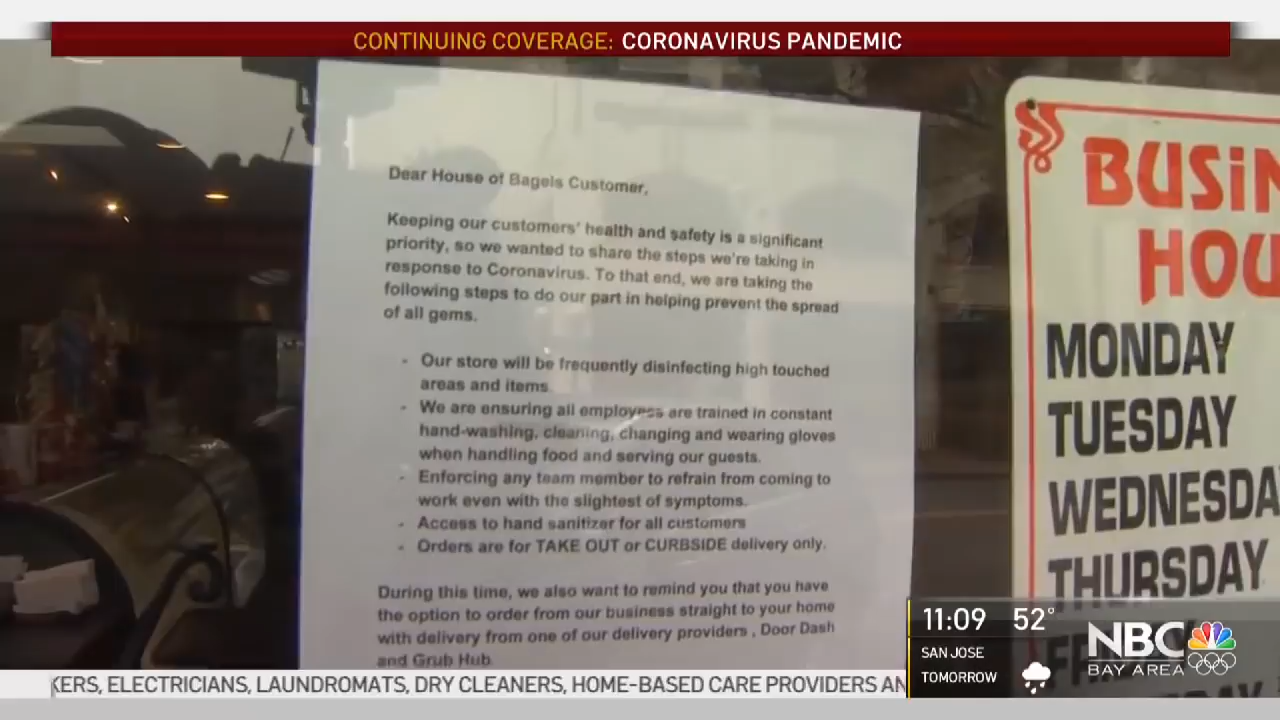 CONTINUING COVERAGE: CORONAVIRUS PANDEMIC
Dear House of Bagels Customer,
Keeping our customers' health and safety is a significant
priority, so we wanted to share the steps we're taking in
response to Coronavirus. To that end, we are taking the
following steps to do our part in helping prevent the spread
of all gems.
- Our store will be frequently disinfecting high touched
areas and items.
- We are ensuring all employees are trained in constant
hand-washing, cleaning, changing and wearing gloves
when handling food and serving our guests.
- Enforcing any team member to refrain from coming to
work even with the slightest of symptoms.
- Access to hand sanitizer for all customers
- Orders are for TAKE OUT or CURBSIDE delivery only.
During this time, we also want to remind you that you have
the option to order from our business straight to your home
with delivery from one of our delivery providers , Door Dash
and Grub Hub.
BUSIN
HOU
MONDAY
TUESDAY
WEDNESDA
THURSDAY
11:09 52°
SAN JOSE
TOMORROW
NBC
BAY AREA
KERS, ELECTRICIANS, LAUNDROMATS, DRY CLEANERS, HOME-BASED CARE PROVIDERS AN